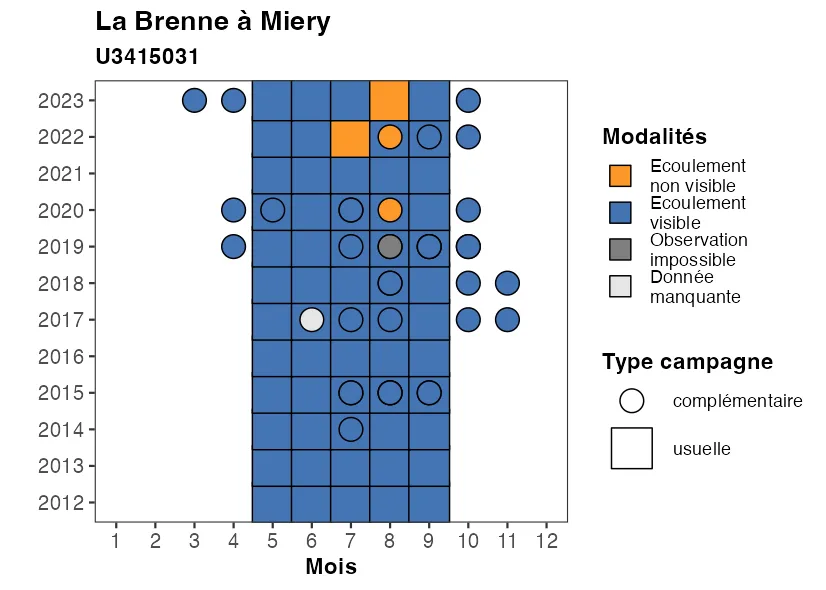 La Brenne à Miery
U3415031
2023
2022
2021
2020
2019
2018
2017
2016
2015
2014
2013
2012
1 2 3 4 5 6 7 8 9 10 11 12
Mois
Modalités
Ecoulement
non visible
Ecoulement
visible
Observation
impossible
Donnée
manquante
Type campagne
complémentaire
usuelle